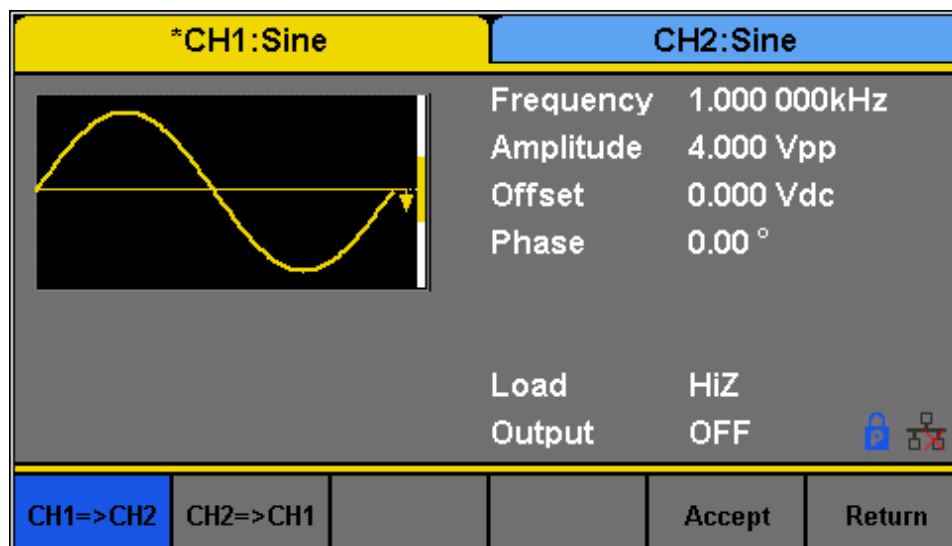 *CH1:Sine CH2:Sine
Frequency 1.000 000kHz
Amplitude 4.000 Vpp
Offset 0.000 Vdc
Phase 0.00 °
Load HiZ
Output OFF
P
CH1=>CH2 CH2=>CH1 Accept Return